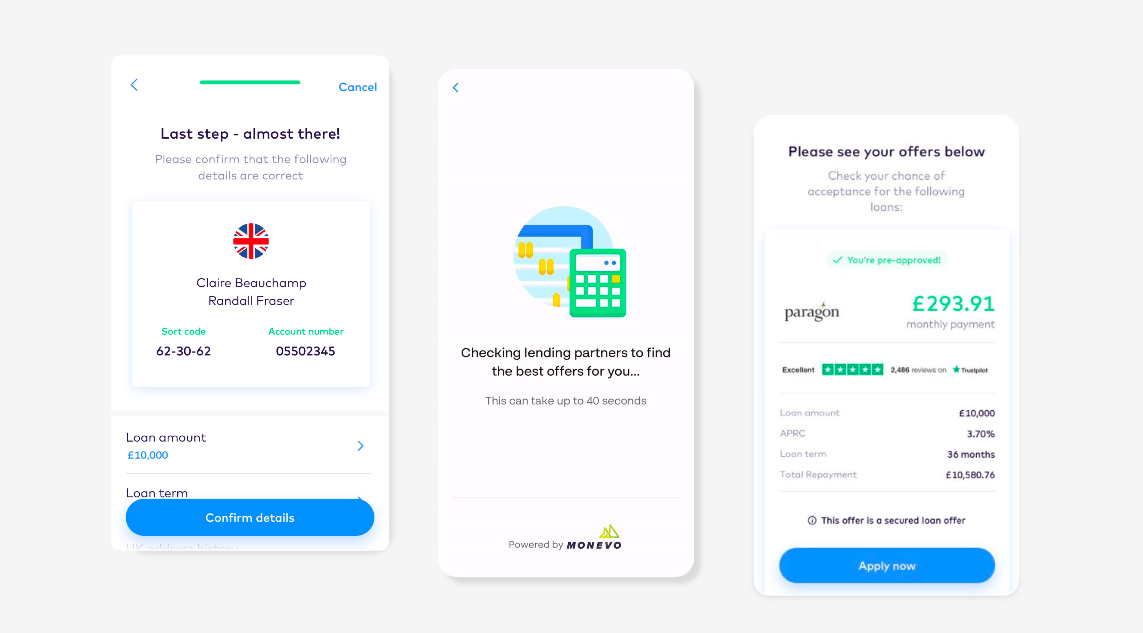 Cancel
Last step - almost there!
Please confirm that the following
details are correct
Claire Beauchamp
Randall Fraser
Sort code
Account number
62-30-62
05502345
Loan amount
£10,000
Loan term
Confirm details
UK address history
Checking lending partners to find
the best offers for you...
This can take up to 40 seconds
Powered by MONEVO
Please see your offers below
Check your chance of
acceptance for the following
loans:
You're pre-approved!
paragon
£293.91
monthly payment
Excellent 2,486 reviews on Trustpilot
Loan amount £10,000
APRC 3.70%
Loan term 36 months
Total Repayment £10,580.76
This offer is a secured loan offer
Apply now